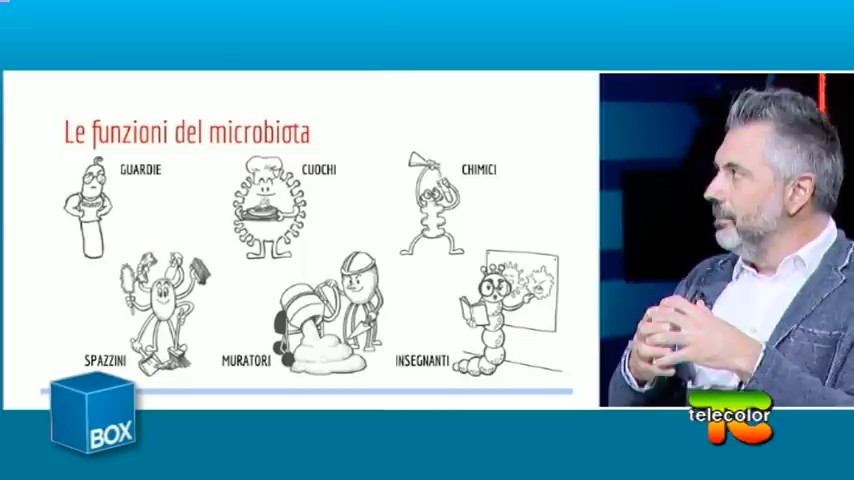 Le funzioni del microbiota
GUARDIE
CUOCHI
CHIMICI
SPAZZINI
MURATORI
INSEGNANTI
BOX
TC
telecolor